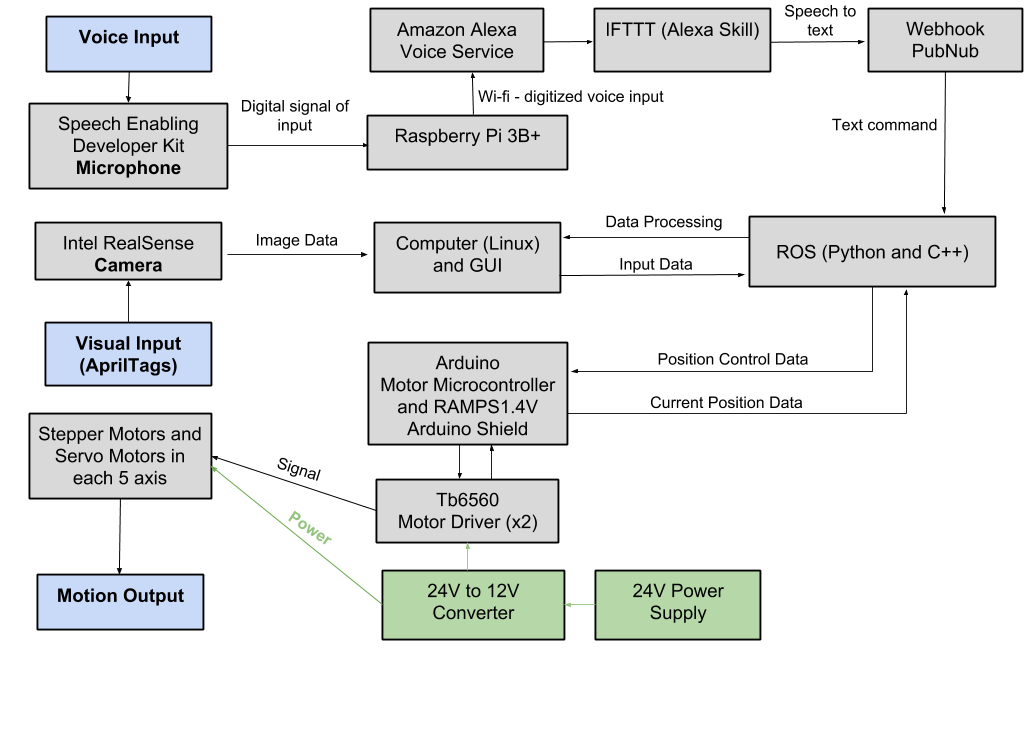 Voice Input
Speech Enabling
Developer Kit
Microphone
Digital signal of
input
Raspberry Pi 3B+
Wi-fi - digitized voice input
Amazon Alexa
Voice Service
IFTTT (Alexa Skill)
Speech to
text
Webhook
PubNub
Text command
Intel RealSense
Camera
Image Data
Computer (Linux)
and GUI
Data Processing
Input Data
ROS (Python and C++)
Visual Input
(AprilTags)
Arduino
Motor Microcontroller
and RAMPS1.4V
Arduino Shield
Position Control Data
Current Position Data
Stepper Motors and
Servo Motors in
each 5 axis
Signal
Power
Tb6560
Motor Driver (x2)
Motion Output
24V to 12V
Converter
24V Power
Supply